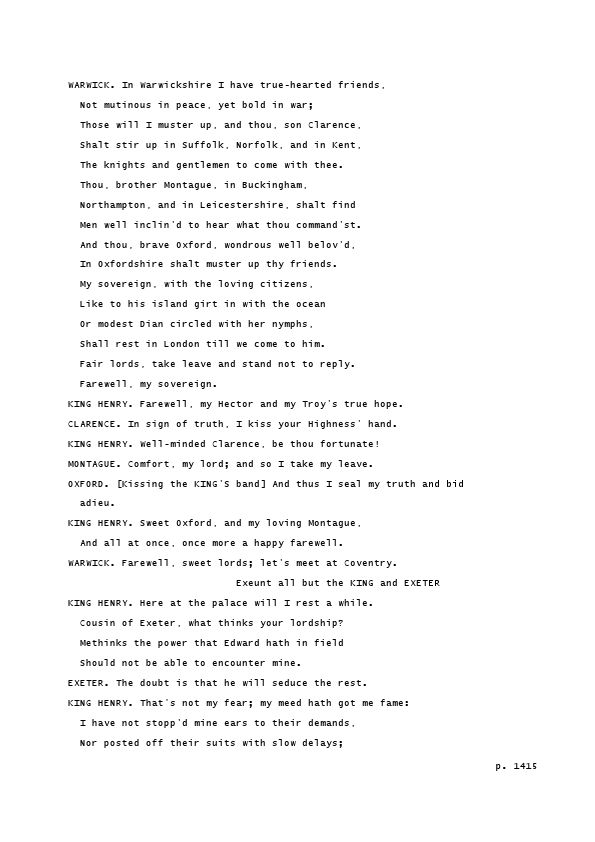 WARWICK. In Warwickshire I have true-hearted friends,
Not mutinous in peace, yet bold in war;
Those will I muster up, and thou, son Clarence,
Shalt stir up in Suffolk, Norfolk, and in Kent,
The knights and gentlemen to come with thee.
Thou, brother Montague, in Buckingham,
Northampton, and in Leicestershire, shalt find
Men well inclin'd to hear what thou command'st.
And thou, brave Oxford, wondrous well belov'd,
In Oxfordshire shalt muster up thy friends.
My sovereign, with the loving citizens,
Like to his island girt in with the ocean
Or modest Dian circled with her nymphs,
Shall rest in London till we come to him.
Fair lords, take leave and stand not to reply.
Farewell, my sovereign.
KING HENRY. Farewell, my Hector and my Troy's true hope.
CLARENCE. In sign of truth, I kiss your Highness' hand.
KING HENRY. Well-minded Clarence, be thou fortunate!
MONTAGUE. Comfort, my lord; and so I take my leave.
OXFORD. [Kissing the KING'S band] And thus I seal my truth and bid
adieu.
KING HENRY. Sweet Oxford, and my loving Montague,
And all at once, once more a happy farewell.
WARWICK. Farewell, sweet lords; let's meet at Coventry.
Exeunt all but the KING and EXETER
KING HENRY. Here at the palace will I rest a while.
Cousin of Exeter, what thinks your lordship?
Methinks the power that Edward hath in field
Should not be able to encounter mine.
EXETER. The doubt is that he will seduce the rest.
KING HENRY. That's not my fear; my meed hath got me fame:
I have not stopp'd mine ears to their demands,
Nor posted off their suits with slow delays;
p. 1415